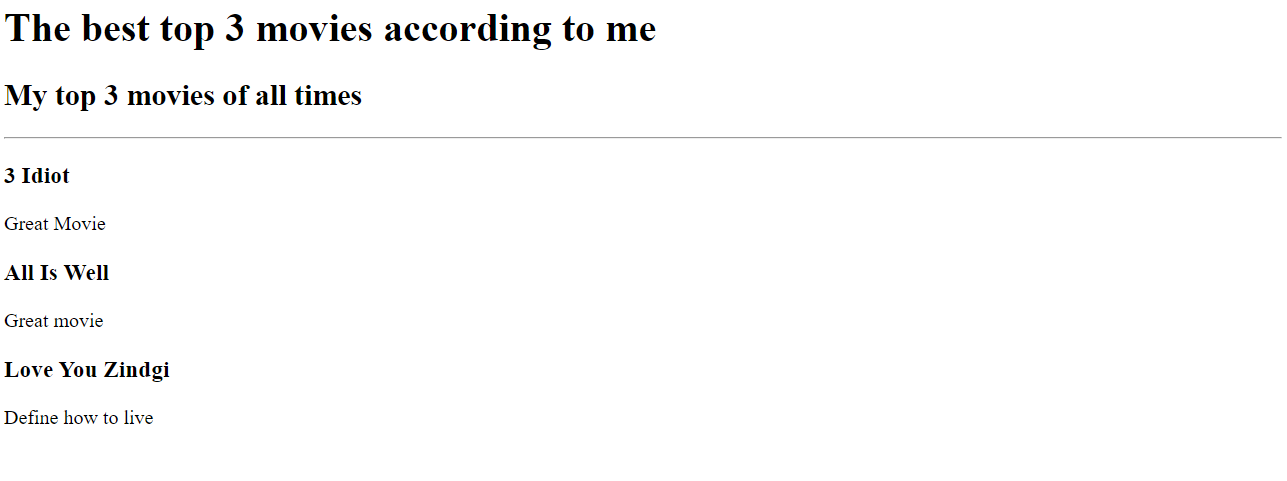 The best top 3 movies according to me
My top 3 movies of all times
3 Idiot
Great Movie
All Is Well
Great movie
Love You Zindgi
Define how to live